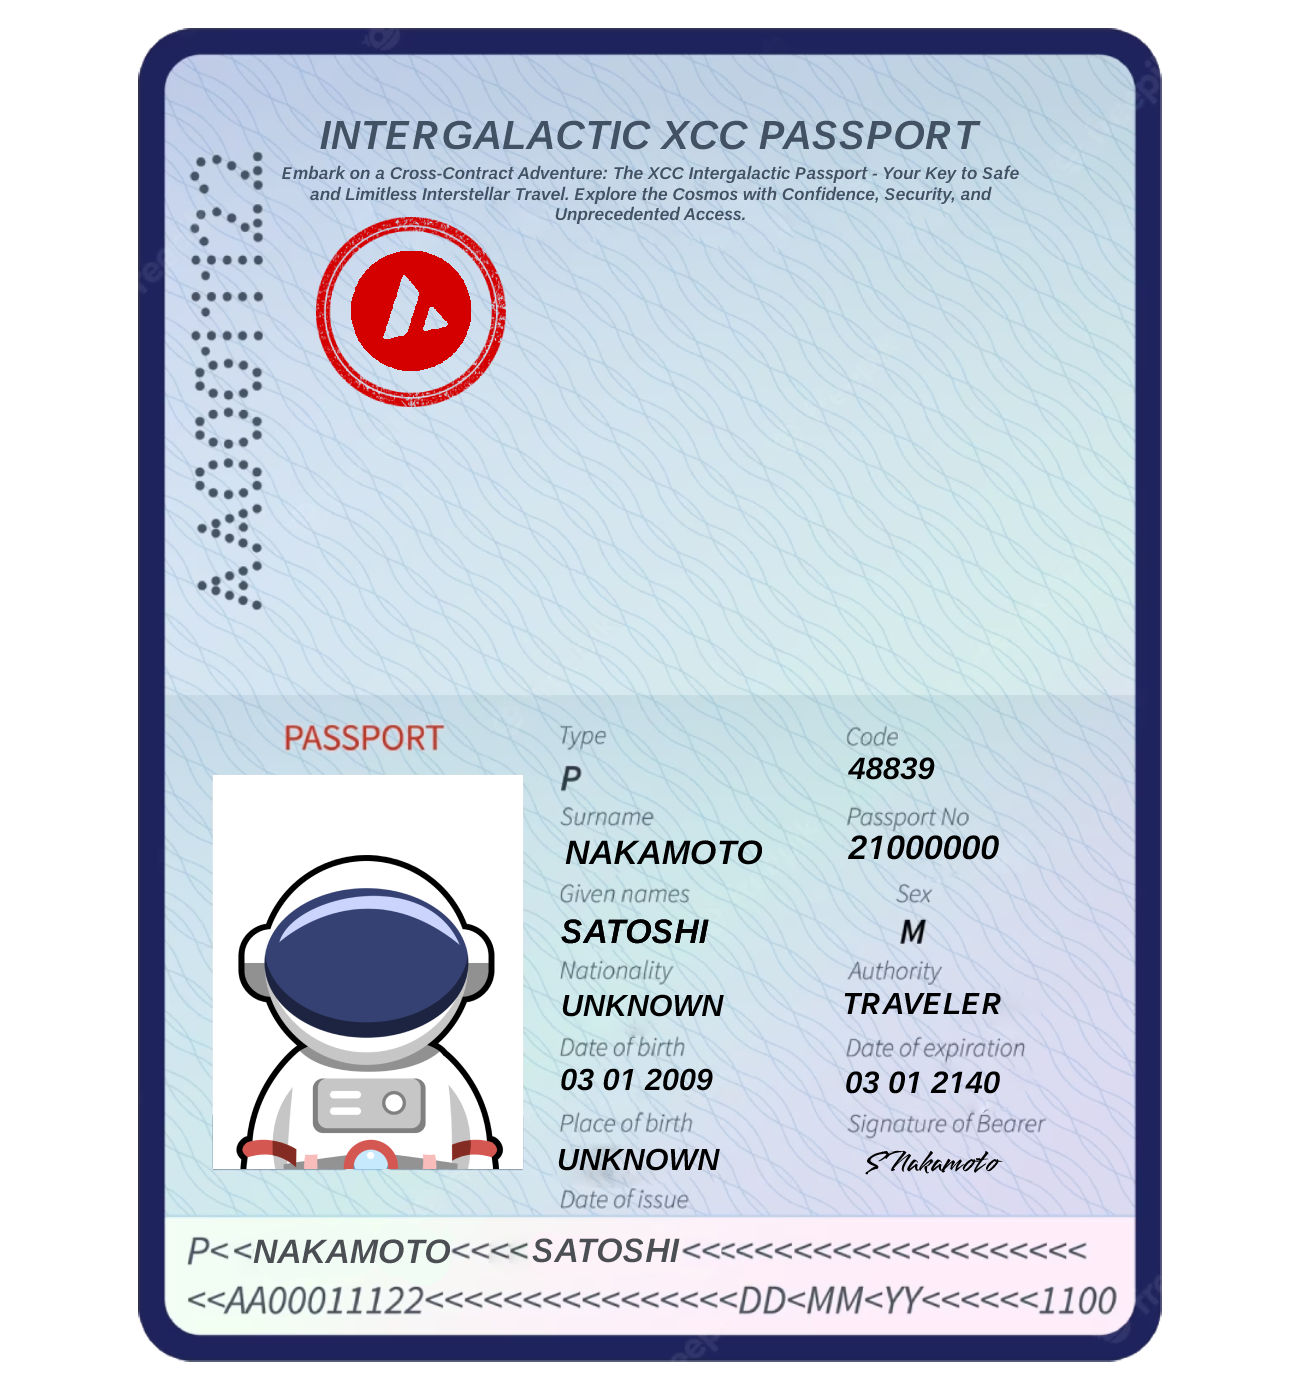 INTERGALACTIC XCC PASSPORT
Embark on a Cross-Contract Adventure: The XCC Intergalactic Passport - Your Key to Safe
and Limitless Interstellar Travel. Explore the Cosmos with Confidence, Security, and
Unprecedented Access.
AA00011122
PASSPORT
Type
Code
P
48839
Surname
Passport No
NAKAMOTO
21000000
Given names
Sex
SATOSHI
M
Nationality
Authority
UNKNOWN
TRAVELER
Date of birth
Date of expiration
03 01 2009
03 01 2140
Place of birth
Signature of Bearer
UNKNOWN
SNakamoto
Date of issue
P<<NAKAMOTO<<<<SATOSHI<<<<<<<<<<<<<<<<<<<<<
<<AA00011122<<<<<<<<<<<<<<<<DD<MM<YY<<<<<<1100